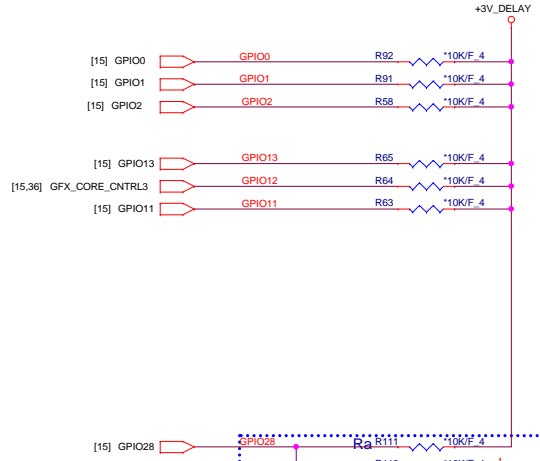 +3V_DELAY
[15] GPIO0 GPIO0 R92 *10K/F_4
[15] GPIO1 GPIO1 R91 *10K/F_4
[15] GPIO2 GPIO2 R58 *10K/F_4
[15] GPIO13 GPIO13 R65 *10K/F_4
[15,36] GFX_CORE_CNTRL3 GPIO12 R64 *10K/F_4
[15] GPIO11 GPIO11 R63 *10K/F_4
[15] GPIO28 GPIO28 Ra R111 *10K/F_4